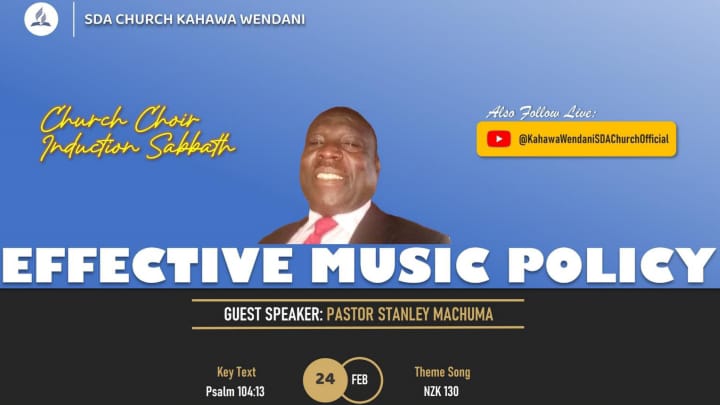 SDA CHURCH KAHAWA WENDANI
Church Choir
Induction Sabbath
Also Follow Live:
@KahawaWendaniSDAChurchOfficial
EFFECTIVE MUSIC POLICY
GUEST SPEAKER: PASTOR STANLEY MACHUMA
Key Text
Psalm 104:13
24 FEB
Theme Song
NZK 130